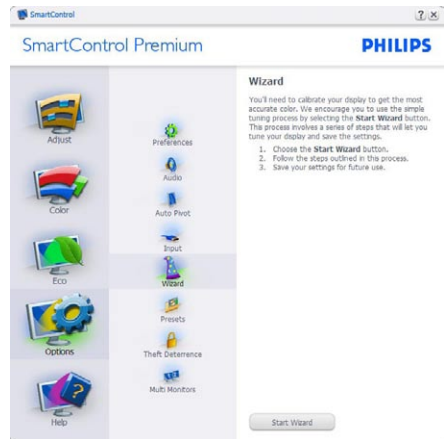 SmartControl
SmartControl Premium
PHILIPS
Adjust
Color
Eco
Options
Help
Preferences
Audio
Auto Pivot
Input
Wizard
Presets
Theft Deterrence
Multi Monitors
Wizard
You'll need to calibrate your display to get the most
accurate color. We encourage you to use the simple
tuning process by selecting the Start Wizard button.
This process involves a series of steps that will let you
tune your display and save the settings.
1. Choose the Start Wizard button.
2. Follow the steps outlined in this process.
3. Save your settings for future use.
Start Wizard